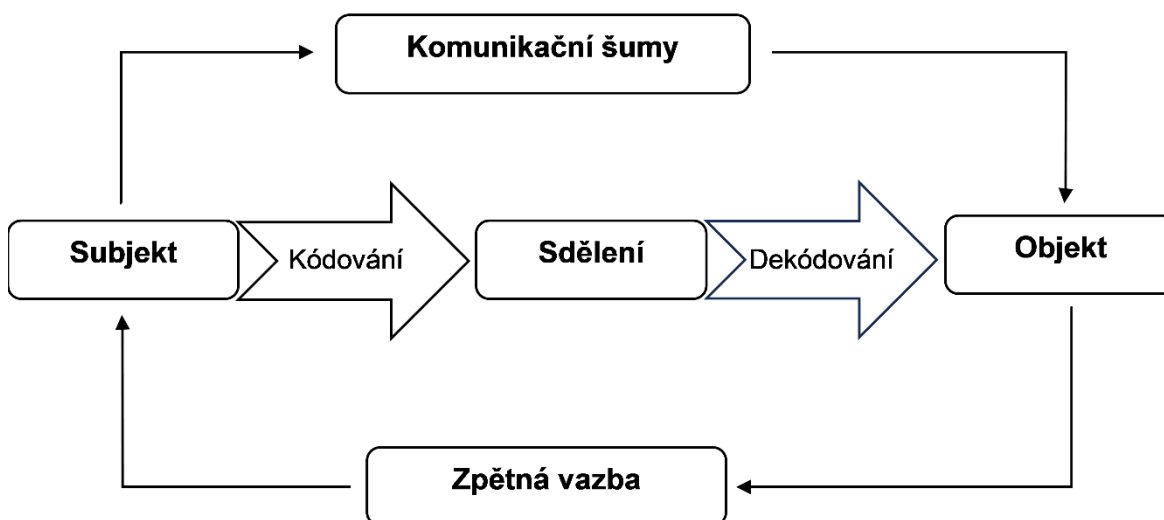 Komunikační šumy
Subjekt
Kódování
Sdělení
Dekódování
Objekt
Zpětná vazba